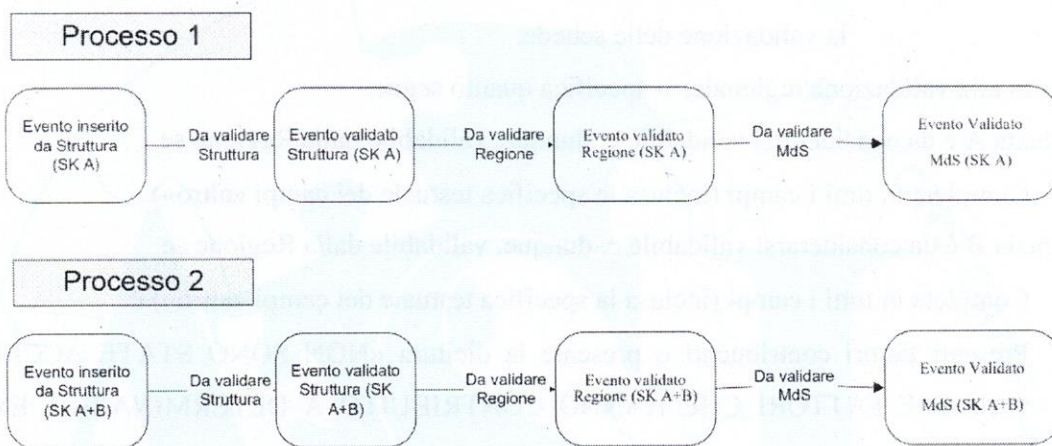 Processo 1
Evento inserito
da Struttura
(SK A)
Da validare
Struttura
Evento validato
Struttura (SK A)
Da validare
Regione
Evento validato
Regione (SK A)
Da validare
MdS
Evento Validato
MdS (SK A)
La validazione delle schede
Processo 2
Evento inserito
da Struttura
(SK A+B)
Da validare
Struttura
Evento validato
Struttura (SK
A+B)
Da validare
Regione
Evento validato
Regione (SK A+B)
Da validare
MdS
Evento Validato
MdS (SK A+B)